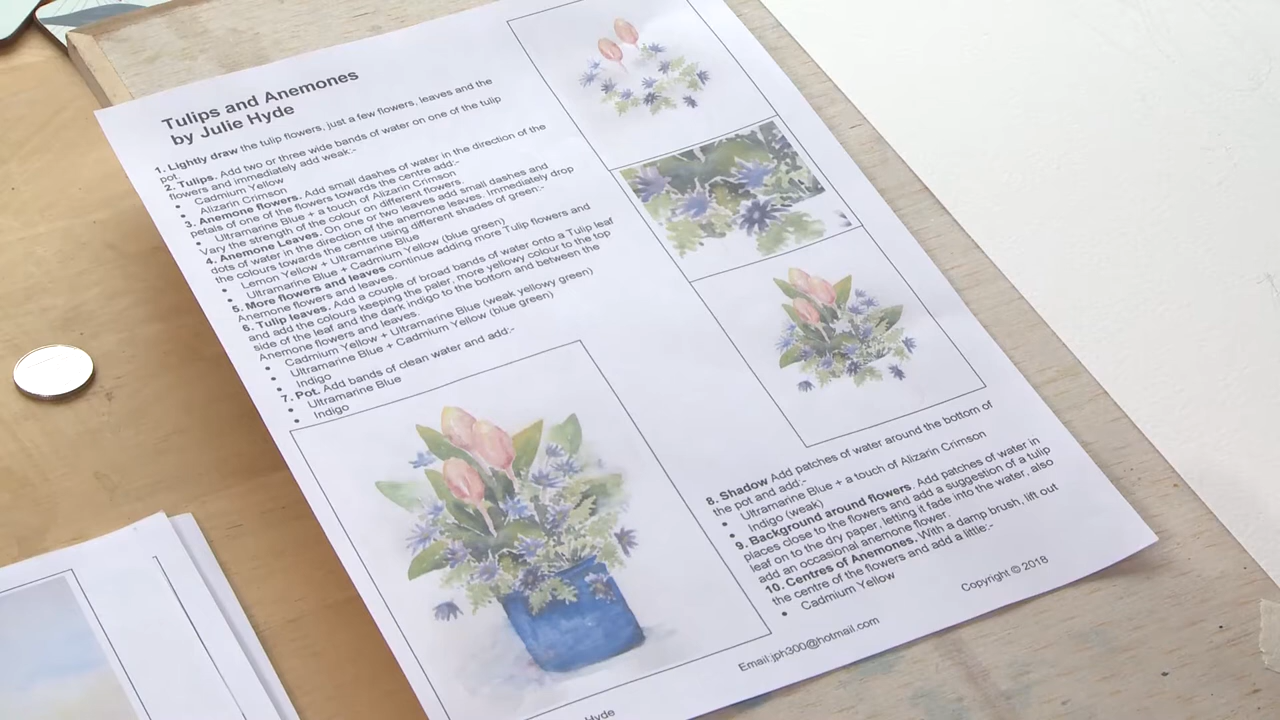 Tulips and Anemones
by Julie Hyde
1. Lightly draw the tulip flowers, just a few flowers, leaves and the
pot.
2. Tulips. Add two or three wide bands of water on one of the tulip
flowers and immediately add weak:-
• Cadmium Yellow
• Alizarin Crimson
3. Anemone flowers. Add small dashes of water in the direction of the
petals of one of the flowers towards the centre add:-
• Ultramarine Blue + a touch of Alizarin Crimson
Vary the strength of the colour on different flowers.
4. Anemone Leaves. On one or two leaves add small dashes and
dots of water in the direction of the anemone leaves. Immediately drop
the colours towards the centre using different shades of green:-
• Lemon Yellow + Ultramarine Blue
• Ultramarine Blue + Cadmium Yellow (blue green)
5. More flowers and leaves continue adding more Tulip flowers and
Anemone flowers and leaves.
6. Tulip leaves. Add a couple of broad bands of water onto a Tulip leaf
and add the colours keeping the paler, more yellowy colour to the top
side of the leaf and the dark indigo to the bottom and between the
Anemone flowers and leaves.
• Cadmium Yellow + Ultramarine Blue (weak yellowy green)
• Ultramarine Blue + Cadmium Yellow (blue green)
• Indigo
7. Pot. Add bands of clean water and add:-
• Ultramarine Blue
• Indigo
8. Shadow Add patches of water around the bottom of
the pot and add:-
• Ultramarine Blue + a touch of Alizarin Crimson
• Indigo (weak)
9. Background around flowers. Add patches of water in
places close to the flowers and add a suggestion of a tulip
leaf on to the dry paper, letting it fade into the water, also
add an occasional anemone flower.
10. Centres of Anemones. With a damp brush, lift out
the centre of the flowers and add a little:-
• Cadmium Yellow
Copyright © 2018
Email:jph300@hotmail.com
Hyde